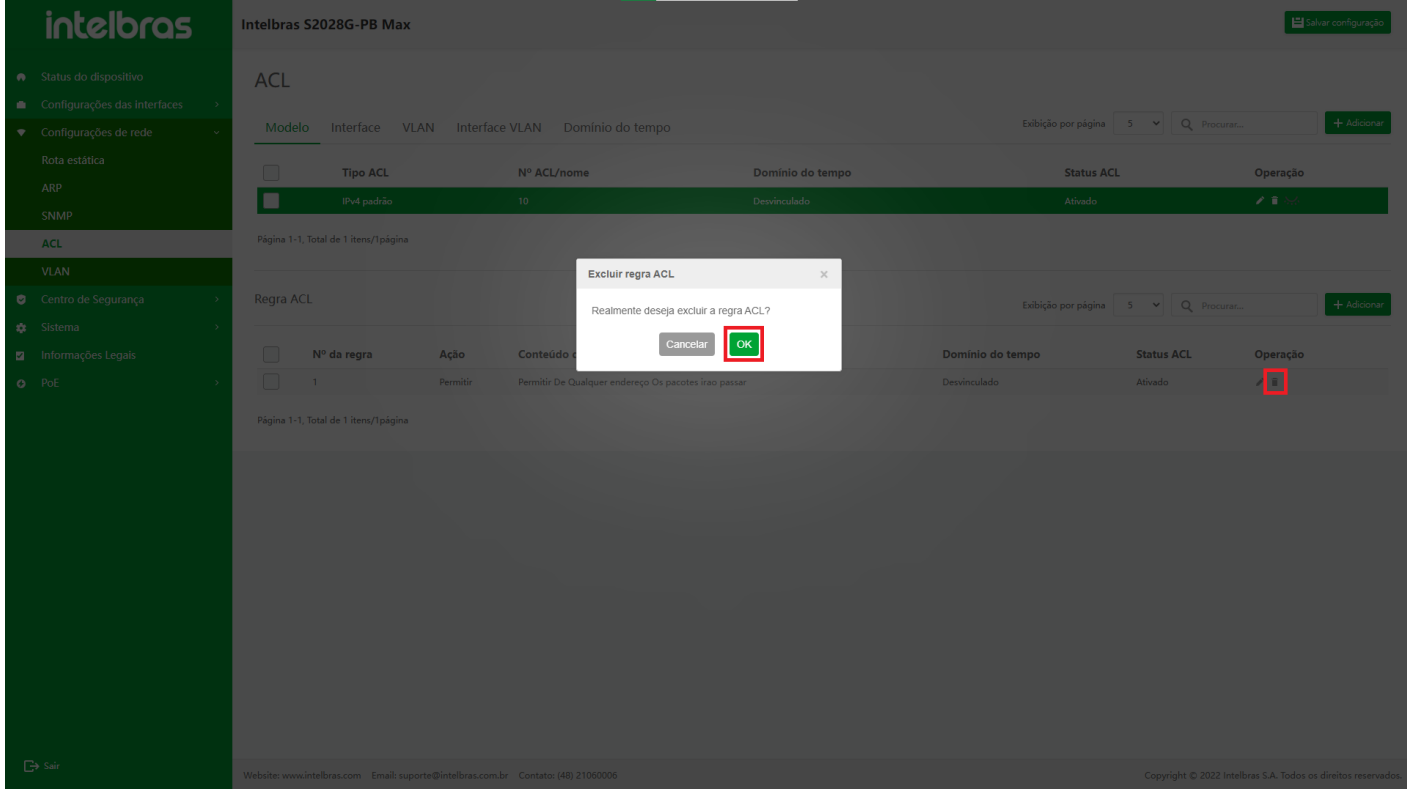 intelbras
Intelbras S2028G-PB Max
Salvar configuração
Status do dispositivo
Configurações das interfaces
Configurações de rede
Rota estática
ARP
SNMP
ACL
VLAN
Centro de Segurança
Sistema
Informações Legais
PoE
Sair
ACL
Modelo Interface VLAN Interface VLAN Domínio do tempo
Exibição por página 5 Procurar... + Adicionar
Tipo ACL Nº ACL/nome Domínio do tempo Status ACL Operação
IPv4 padrão 10 Desvinculado Ativado
Página 1-1, Total de 1 itens/1página
Excluir regra ACL ×
Realmente deseja excluir a regra ACL?
Cancelar OK
Regra ACL
Exibição por página 5 Procurar... + Adicionar
Nº da regra Ação Conteúdo Domínio do tempo Status ACL Operação
1 Permitir Permitir De Qualquer endereço Os pacotes irao passar Desvinculado Ativado
Página 1-1, Total de 1 itens/1página
Website: www.intelbras.com Email: suporte@intelbras.com.br Contato: (48) 21060006
Copyright © 2022 Intelbras S.A. Todos os direitos reservados.